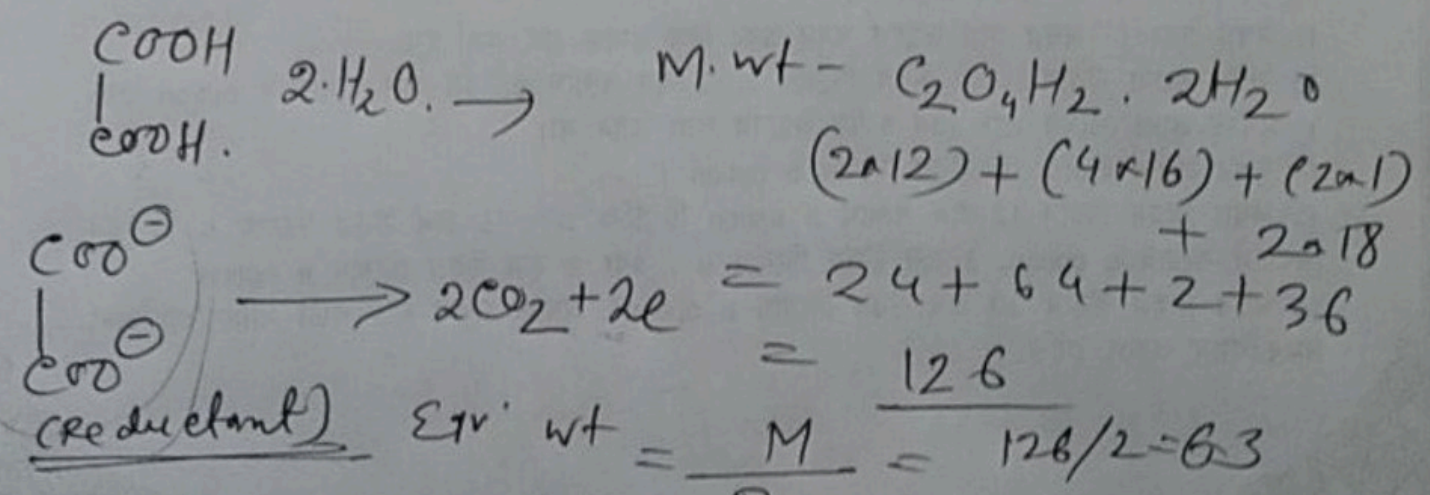 COOH
| 2·H₂O. → M. wt – C₂O₄H₂ . 2H₂O
COOH.
(2×12) + (4×16) + (2×1)
+ 2×18
COO⊖
| → 2CO₂ + 2e = 24 + 64 + 2 + 36
COO⊖
= 126
(Reductant) Eqv· wt = M = 126/2 = 63